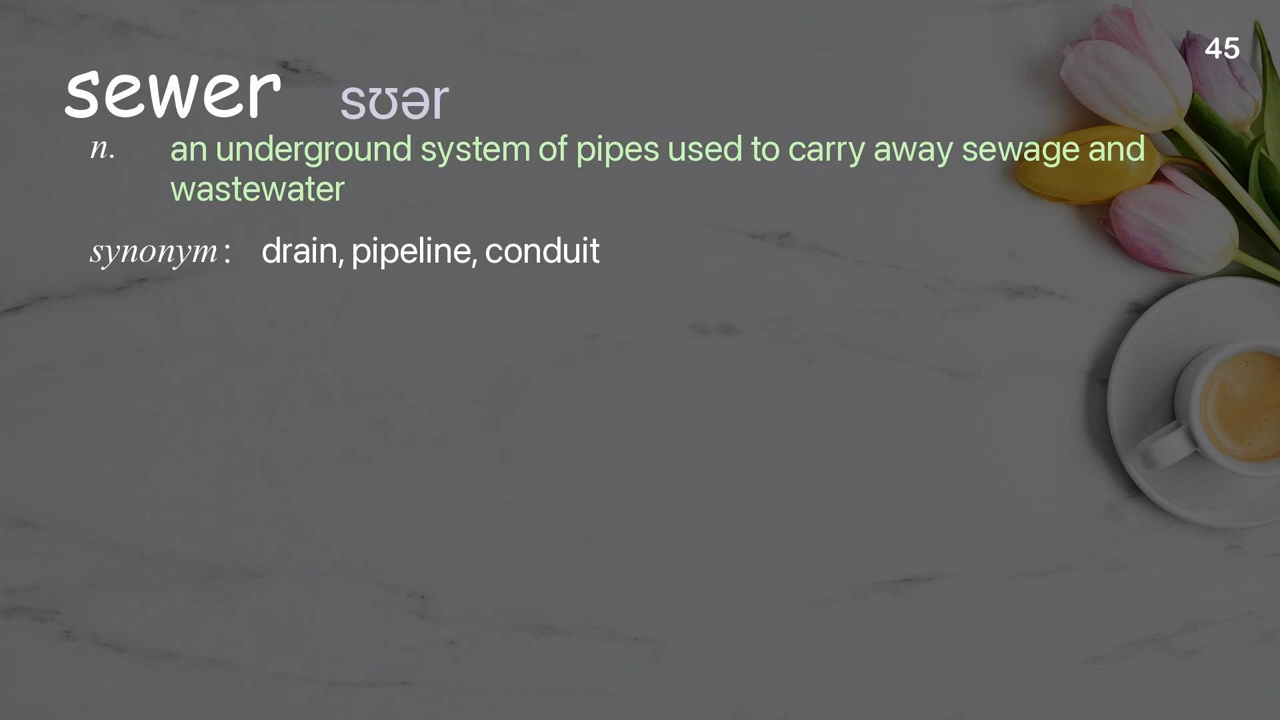 45
sewer sʊər
n. an underground system of pipes used to carry away sewage and
wastewater
synonym: drain, pipeline, conduit